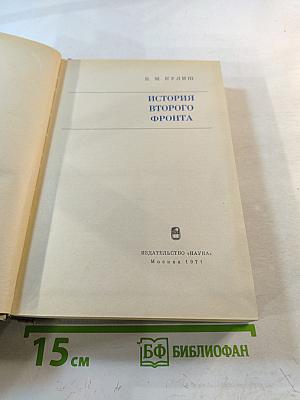 В. М. КУЛИШ
ИСТОРИЯ
ВТОРОГО
ФРОНТА
ИЗДАТЕЛЬСТВО «НАУКА»
Москва 1971
15 см
БФ БИБЛИОФАН